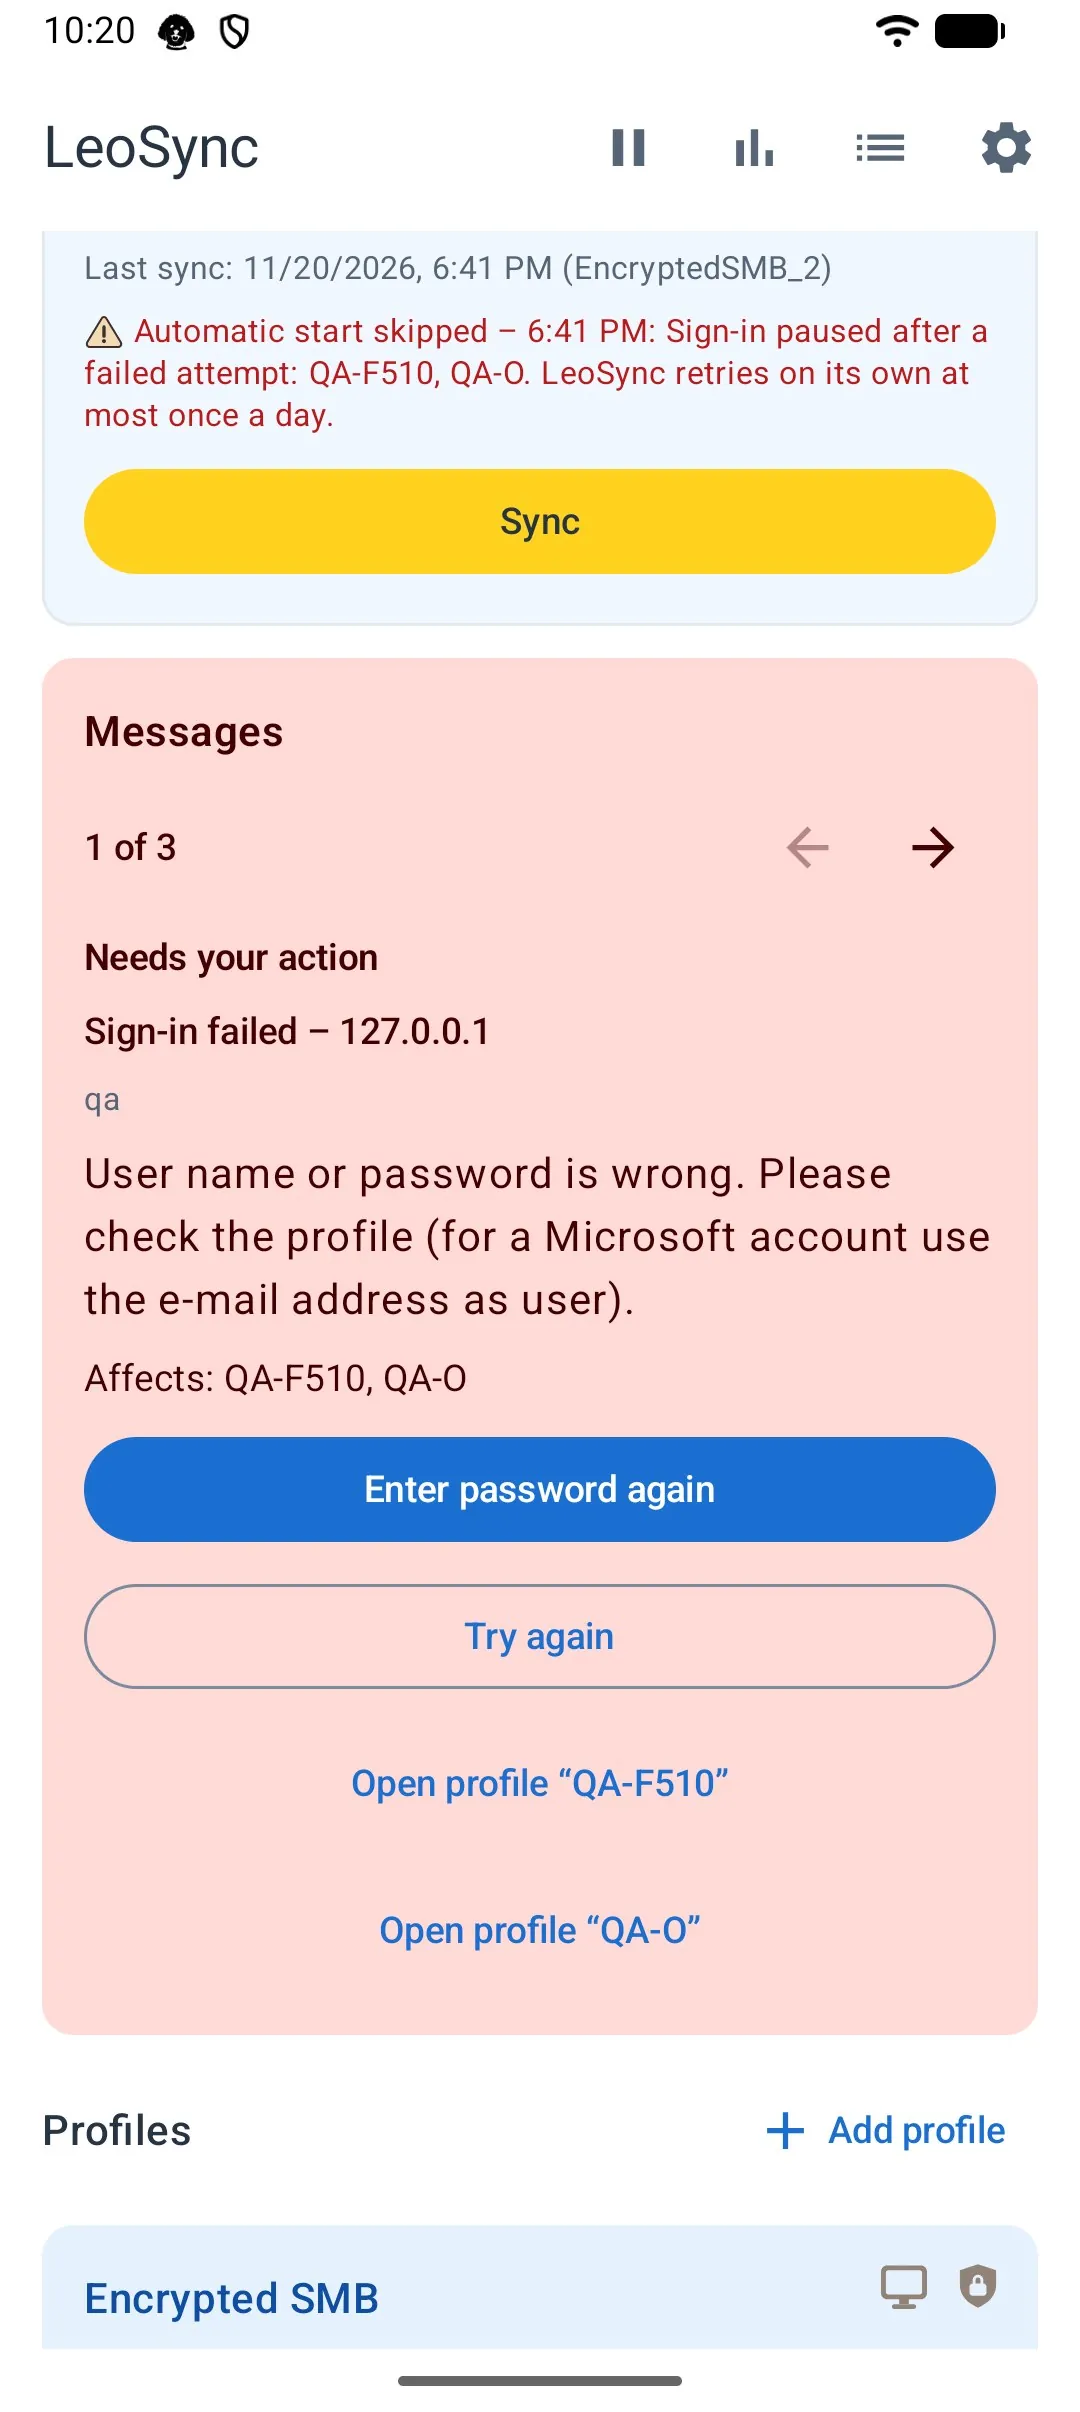 10:20
LeoSync
Last sync: 11/20/2026, 6:41 PM (EncryptedSMB_2)
⚠ Automatic start skipped – 6:41 PM: Sign-in paused after a
failed attempt: QA-F510, QA-O. LeoSync retries on its own at
most once a day.
Sync
Messages
1 of 3
Needs your action
Sign-in failed – 127.0.0.1
qa
User name or password is wrong. Please
check the profile (for a Microsoft account use
the e-mail address as user).
Affects: QA-F510, QA-O
Enter password again
Try again
Open profile “QA-F510”
Open profile “QA-O”
Profiles
Add profile
Encrypted SMB